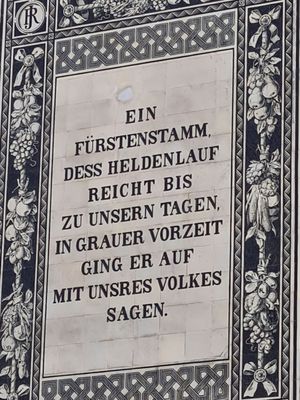 EIN
FÜRSTENSTAMM,
DESS HELDENLAUF
REICHT BIS
ZU UNSERN TAGEN,
IN GRAUER VORZEIT
GING ER AUF
MIT UNSRES VOLKES
SAGEN.